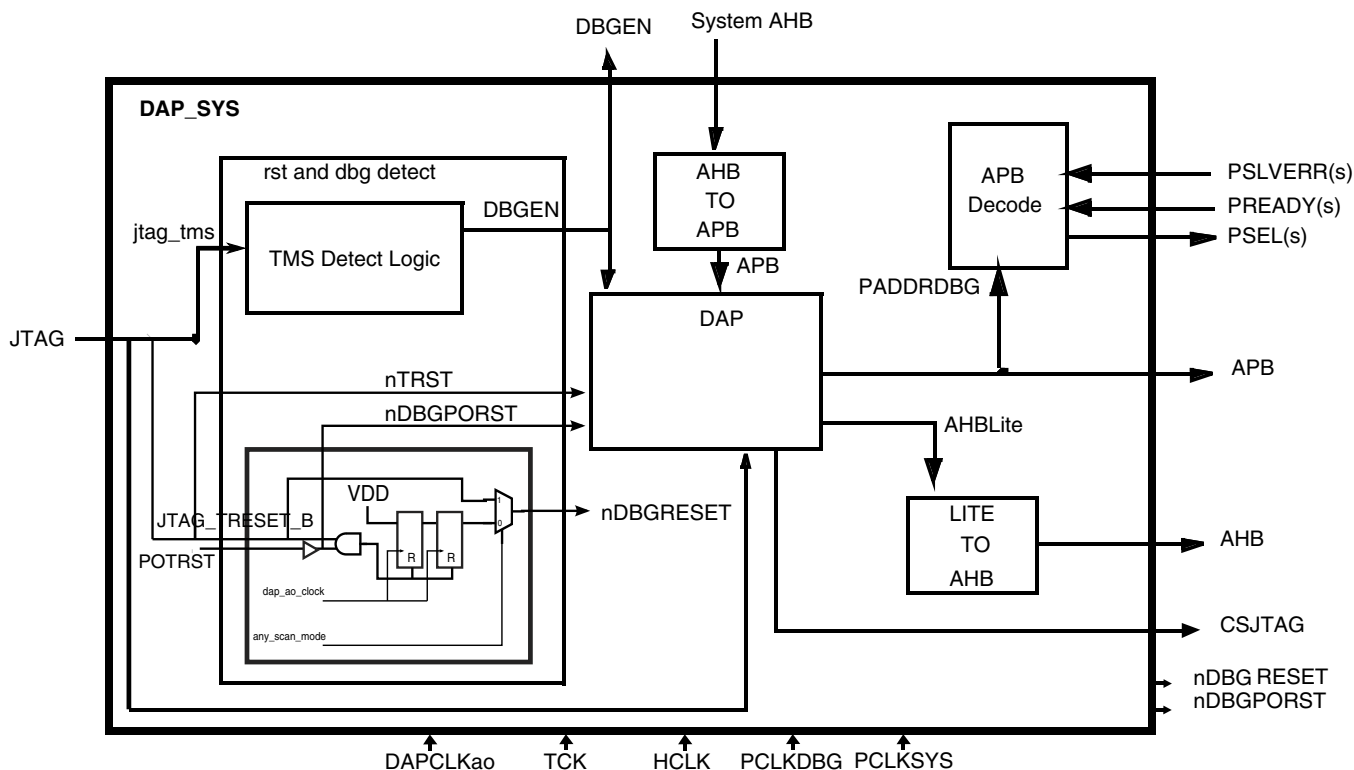 DBGEN
System AHB
DAP_SYS
rst and dbg detect
AHB
TO
APB
APB
Decode
PSLVERR(s)
PREADY(s)
PSEL(s)
DBGEN
jtag_tms
TMS Detect Logic
APB
PADDRDBG
DAP
JTAG
APB
nTRST
nDBGPORST
AHBLite
VDD
1
0
nDBGRESET
JTAG_TRESET_B
POTRST
R
R
LITE
TO
AHB
AHB
dap_ao_clock
any_scan_mode
CSJTAG
nDBG RESET
nDBGPORST
DAPCLKao
TCK
HCLK
PCLKDBG
PCLKSYS